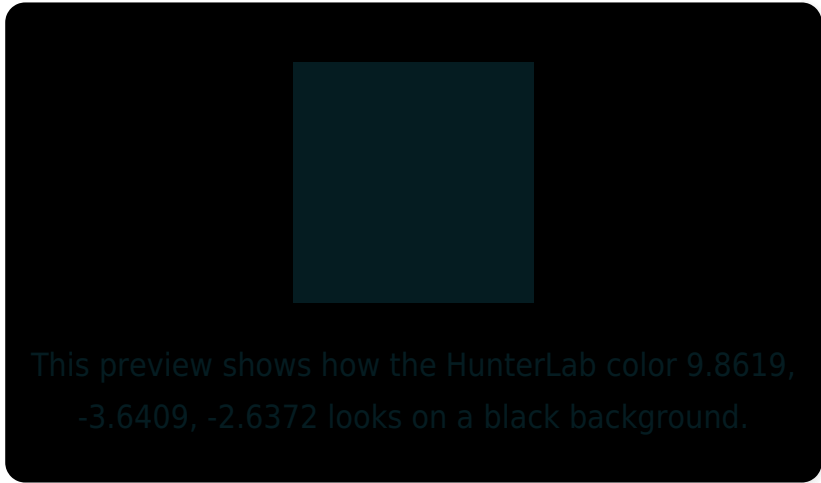 This preview shows how the HunterLab color 9.8619,
-3.6409, -2.6372 looks on a black background.